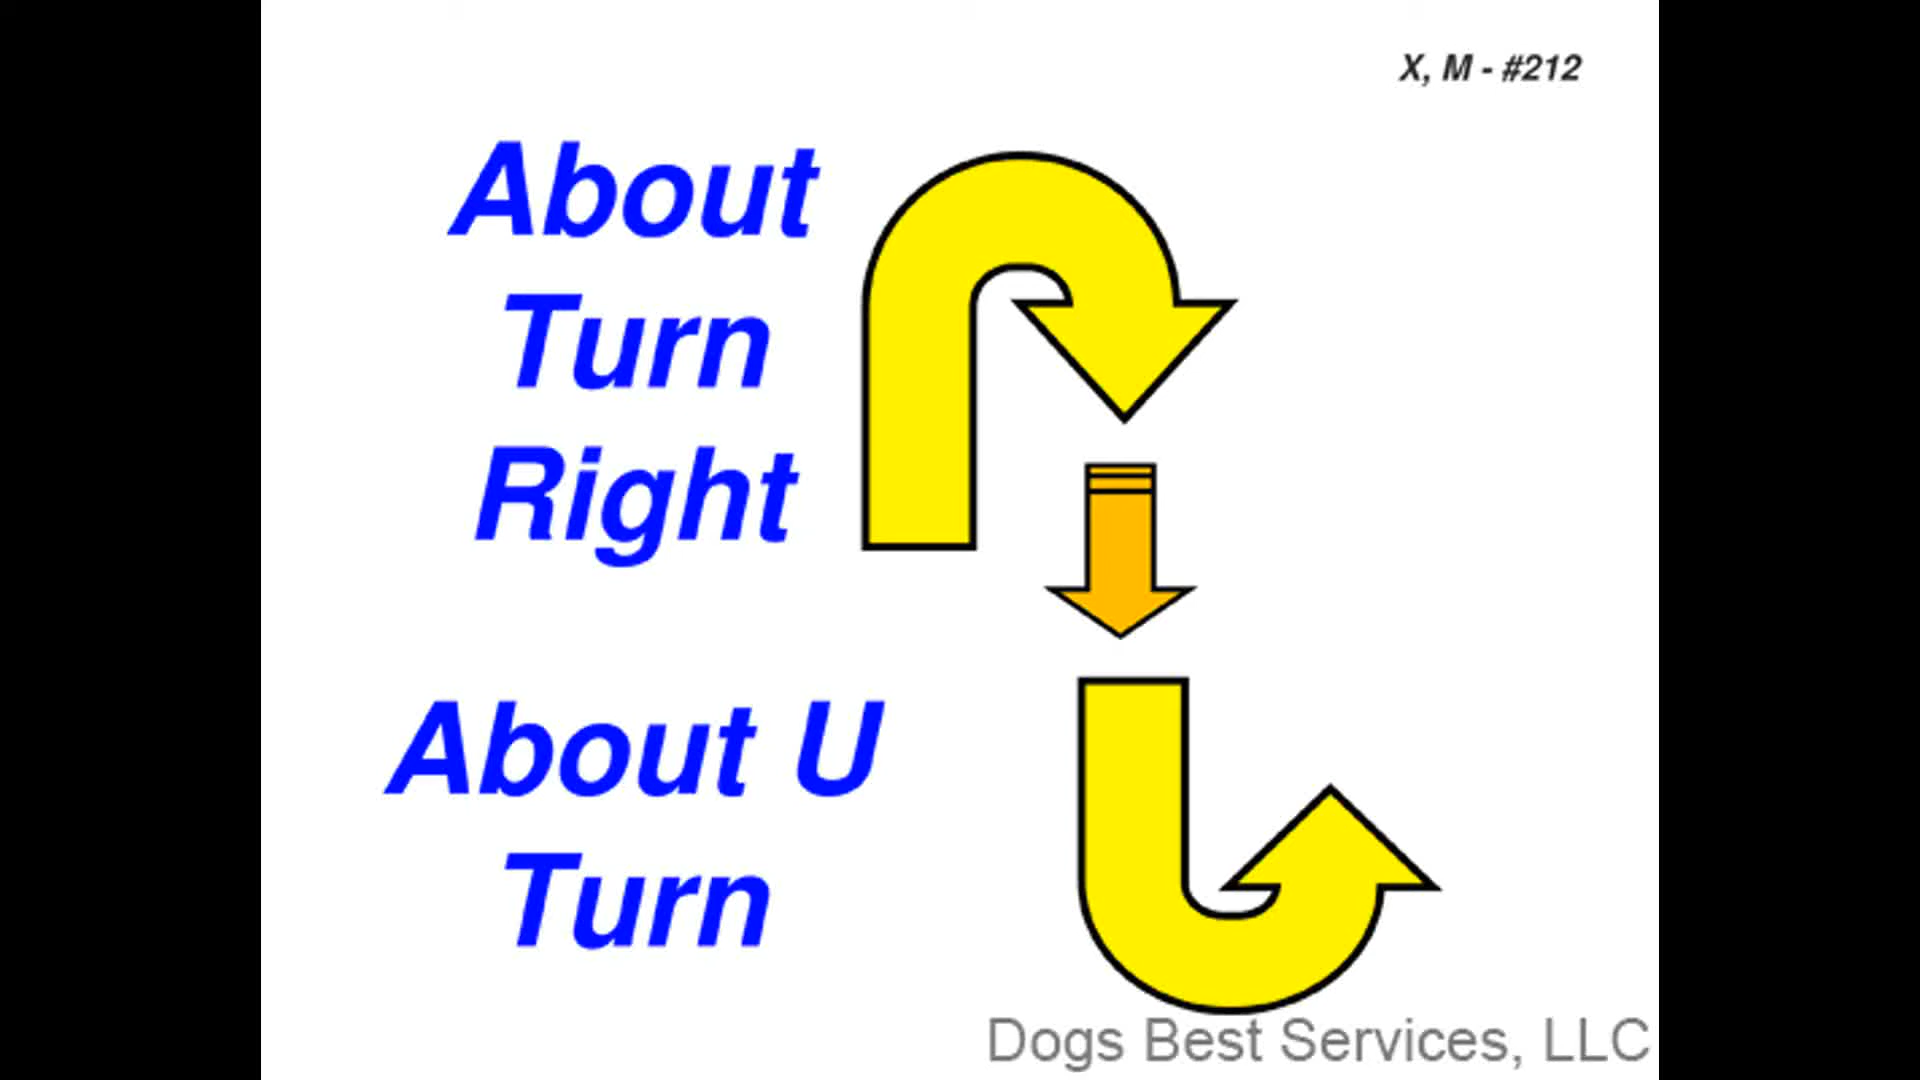 X, M - #212
About
Turn
Right
About U
Turn
Dogs Best Services, LLC